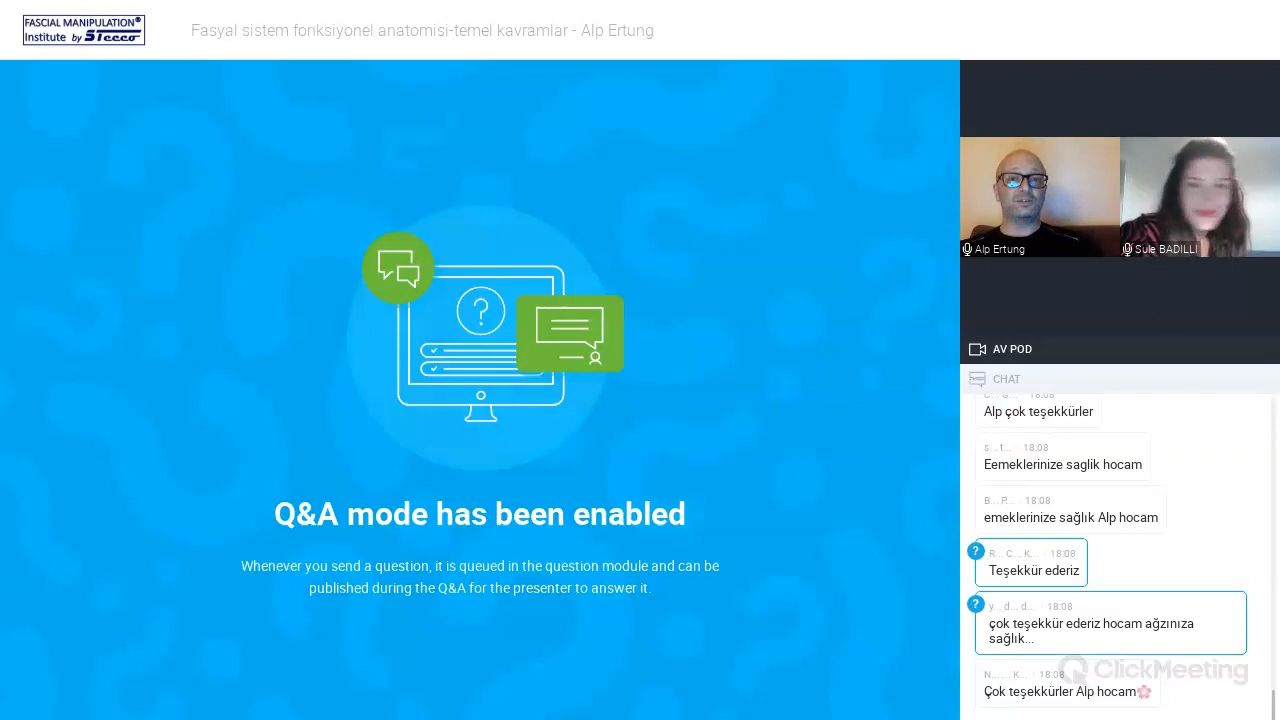 FASCIAL MANIPULATION®
Institute by Stecco
Fasyal sistem fonksiyonel anatomisi-temel kavramlar - Alp Ertung
?
Q&A mode has been enabled
Whenever you send a question, it is queued in the question module and can be
published during the Q&A for the presenter to answer it.
Alp Ertung
Sule BADILLI
AV POD
CHAT
C... G... 18:08
Alp çok teşekkürler
s... t... 18:08
Eemeklerinize saglik hocam
B... P... 18:08
emeklerinize sağlık Alp hocam
? R... C... K... 18:08
Teşekkür ederiz
? y... d... d... 18:08
çok teşekkür ederiz hocam ağzınıza
sağlık...
N... ... K... 18:08
Çok teşekkürler Alp hocam🌸
ClickMeeting